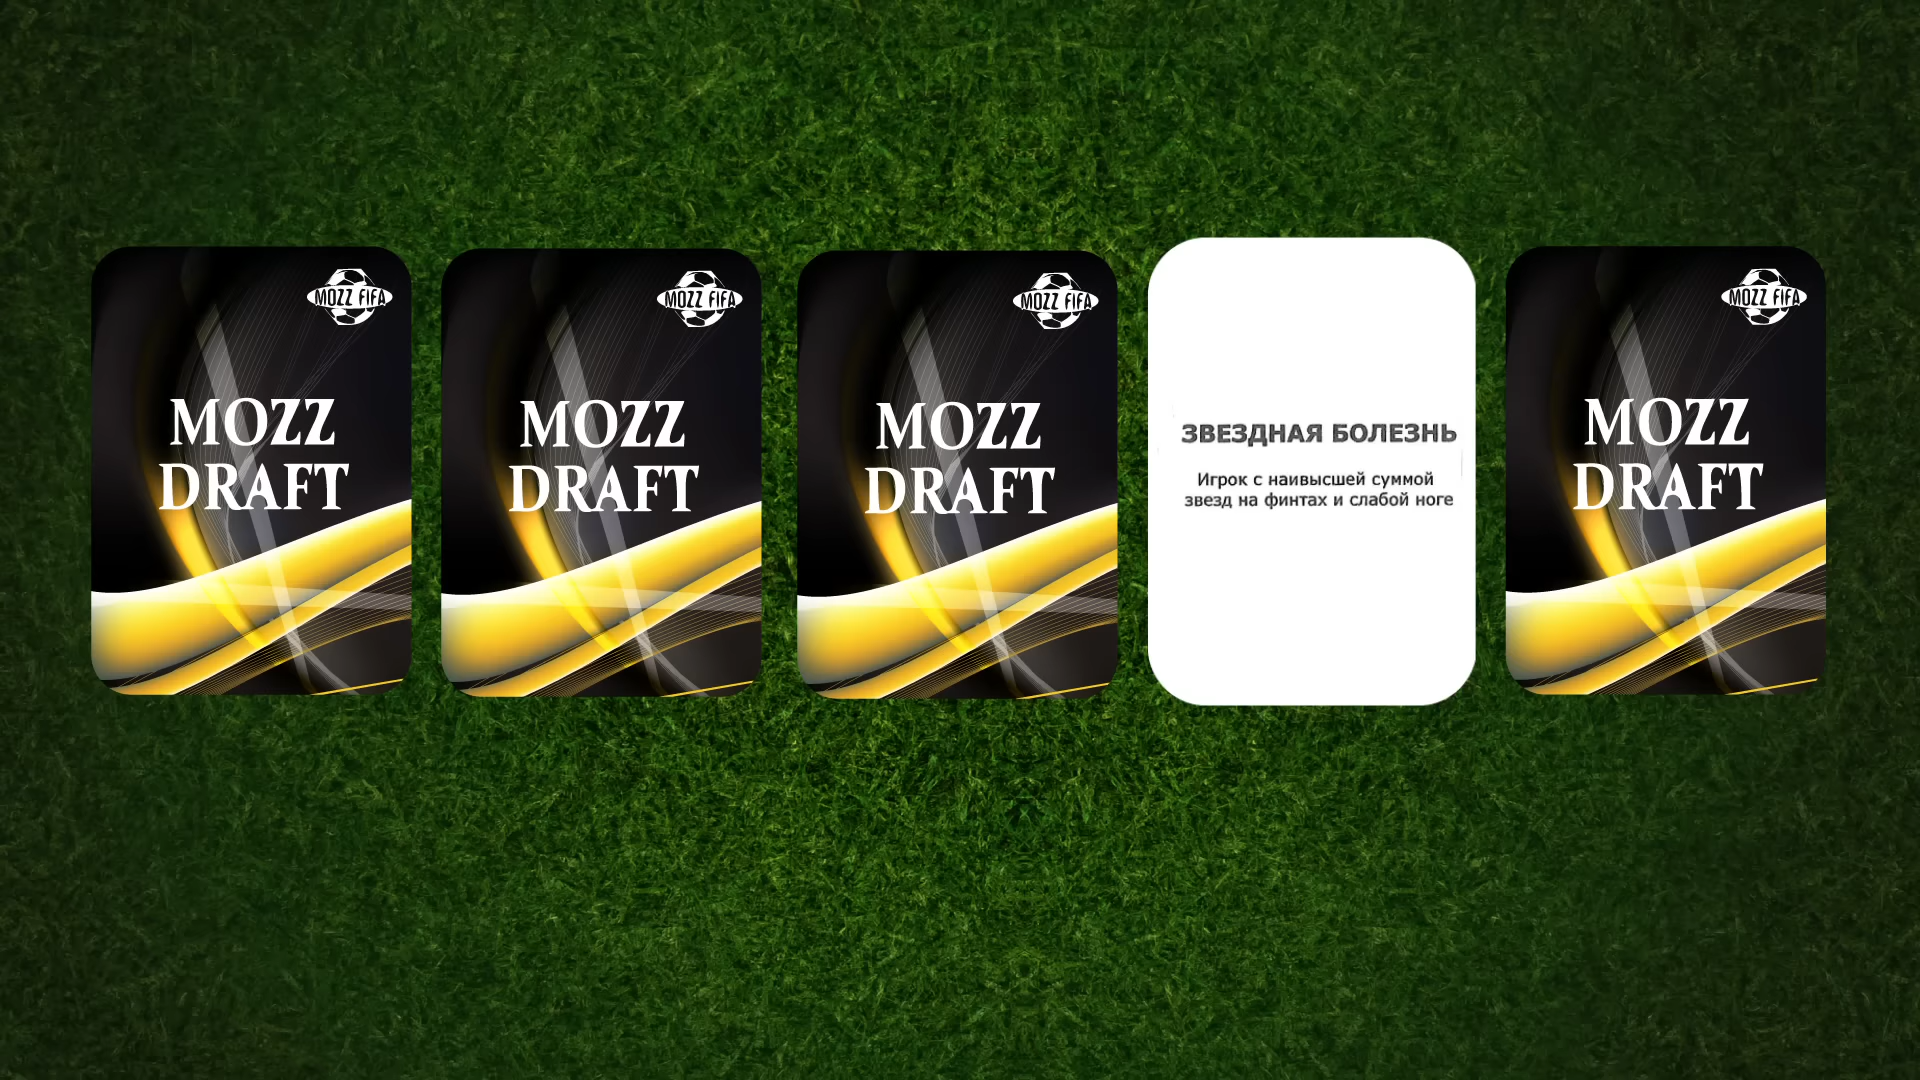 MOZZ FIFA
MOZZ
DRAFT
MOZZ FIFA
MOZZ
DRAFT
MOZZ FIFA
MOZZ
DRAFT
ЗВЕЗДНАЯ БОЛЕЗНЬ
Игрок с наивысшей суммой
звезд на финтах и слабой ноге
MOZZ FIFA
MOZZ
DRAFT